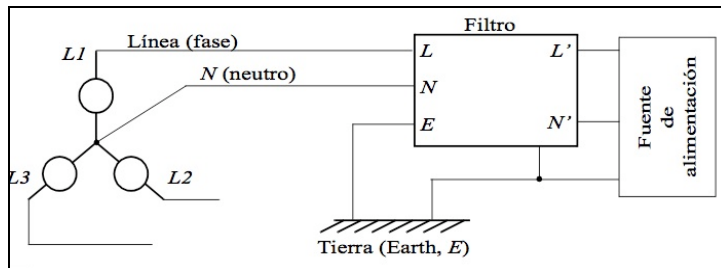 Filtro
L1
Línea (fase)
L
L'
N (neutro)
N
E
N'
Fuente
de
alimentación
L3
L2
Tierra (Earth, E)